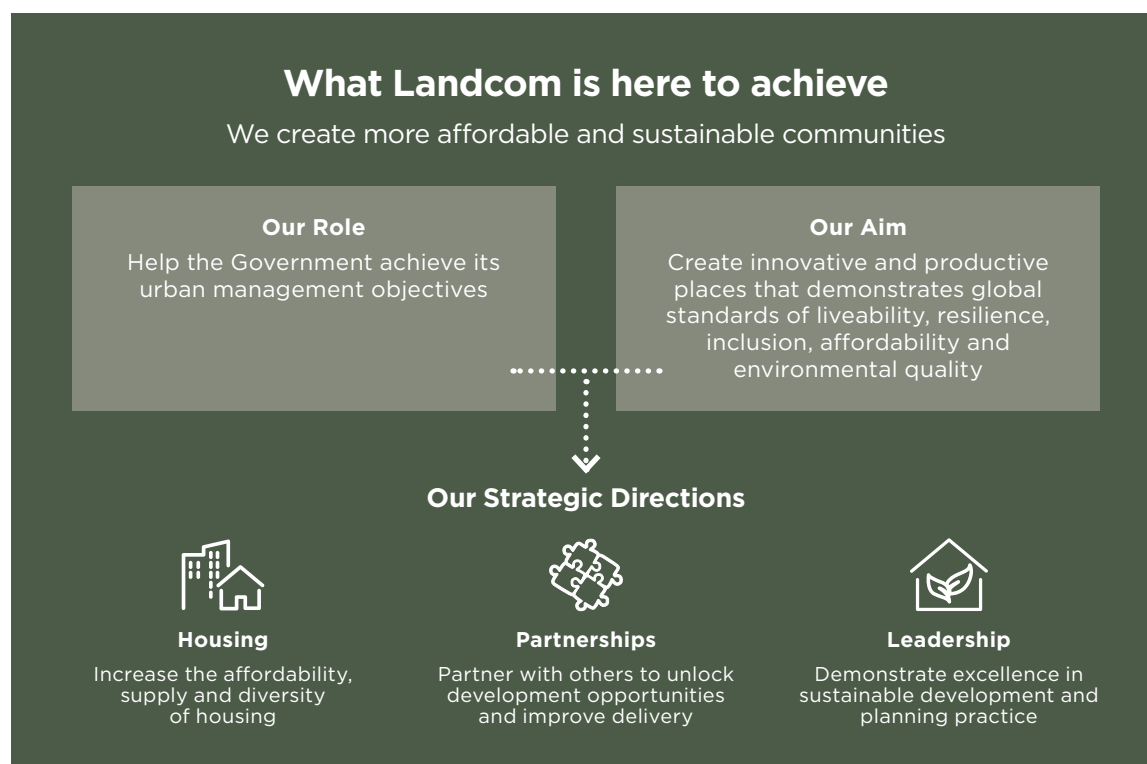 What Landcom is here to achieve
We create more affordable and sustainable communities
Our Role
Help the Government achieve its
urban management objectives
Our Aim
Create innovative and productive
places that demonstrates global
standards of liveability, resilience,
inclusion, affordability and
environmental quality
Our Strategic Directions
Housing
Increase the affordability,
supply and diversity
of housing
Partnerships
Partner with others to unlock
development opportunities
and improve delivery
Leadership
Demonstrate excellence in
sustainable development and
planning practice